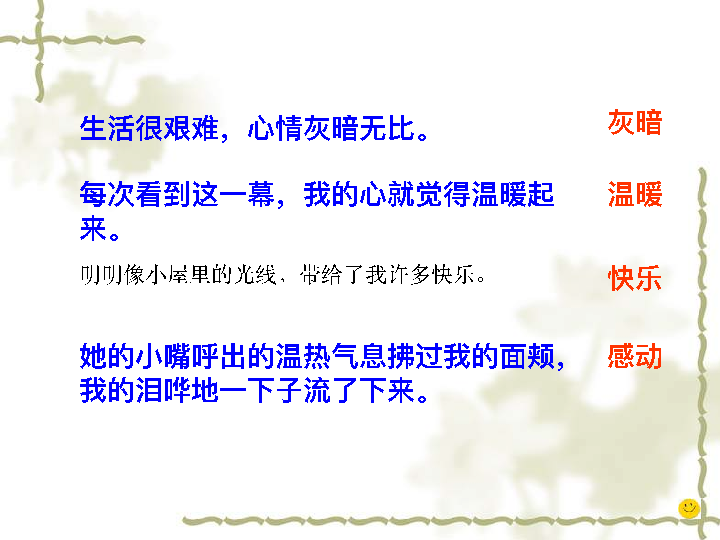 生活很艰难，心情灰暗无比。
灰暗
每次看到这一幕，我的心就觉得温暖起
来。
温暖
明明像小屋里的光线，带给了我许多快乐。
快乐
她的小嘴呼出的温热气息拂过我的面颊，
我的泪哗地一下子流了下来。
感动